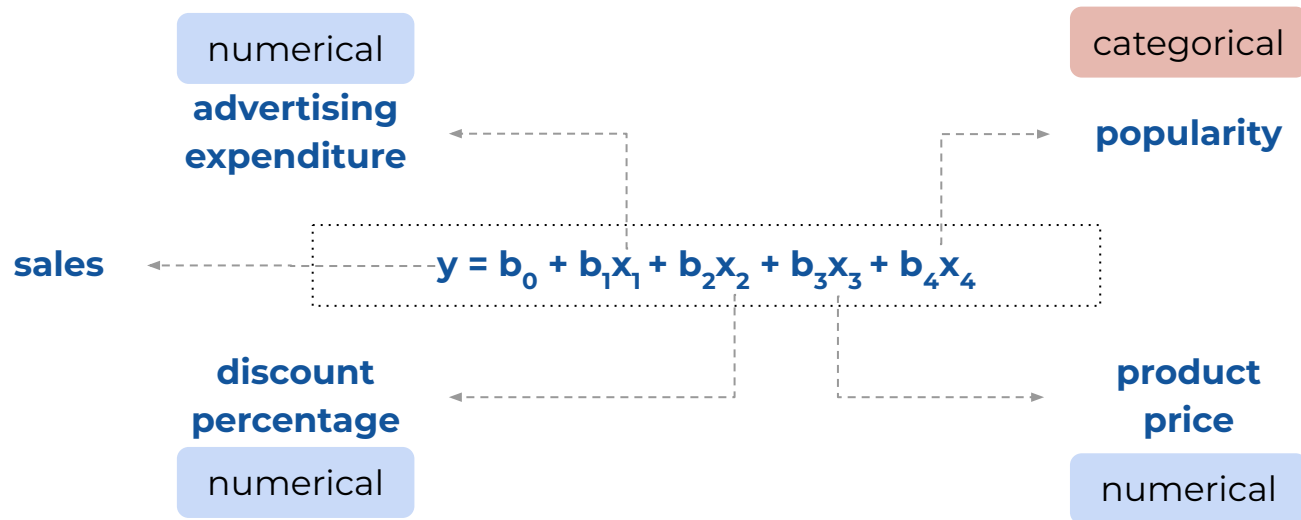 numerical
categorical
advertising
expenditure
popularity
sales
y = b₀ + b₁x₁ + b₂x₂ + b₃x₃ + b₄x₄
discount
percentage
product
price
numerical
numerical